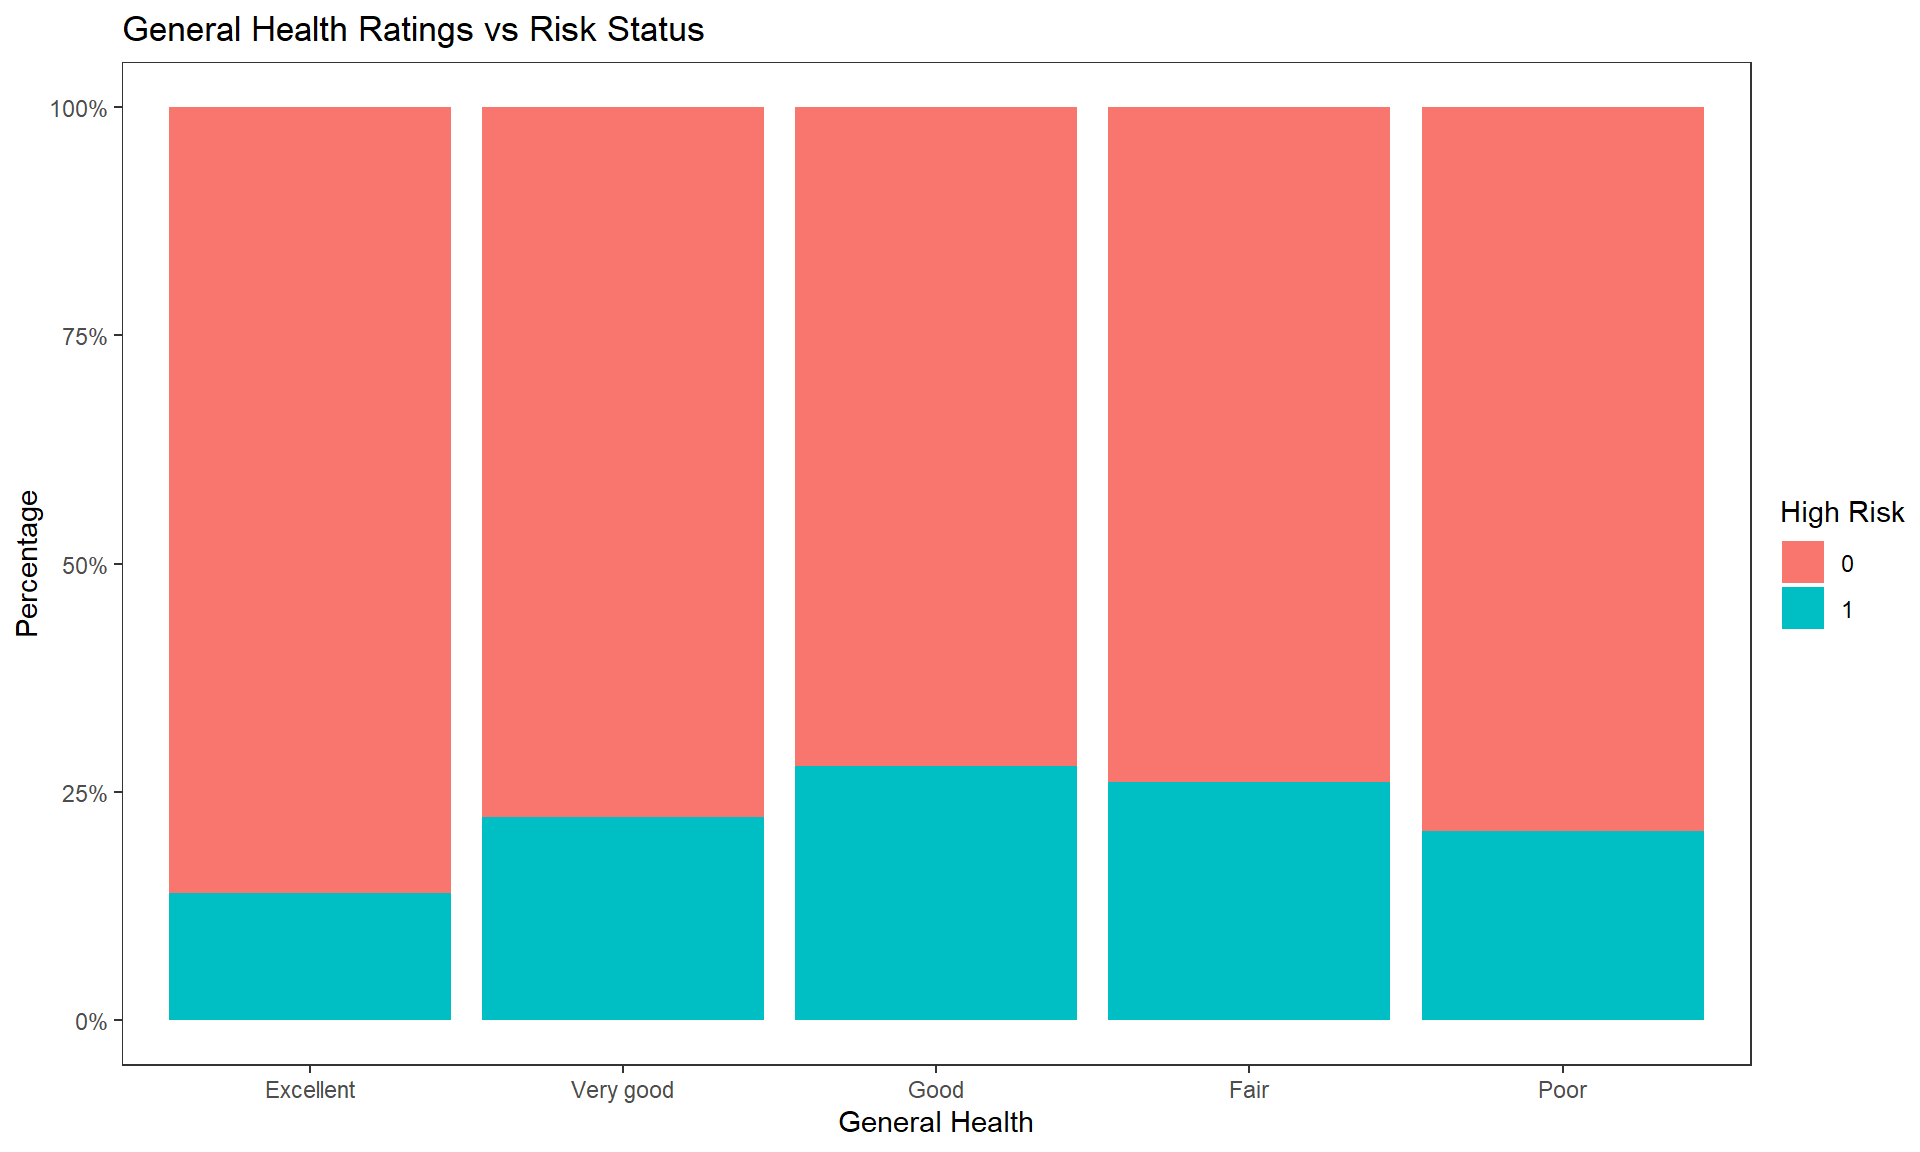 General Health Ratings vs Risk Status
100%
75%
50%
25%
0%
Percentage
Excellent
Very good
Good
Fair
Poor
General Health
High Risk
0
1